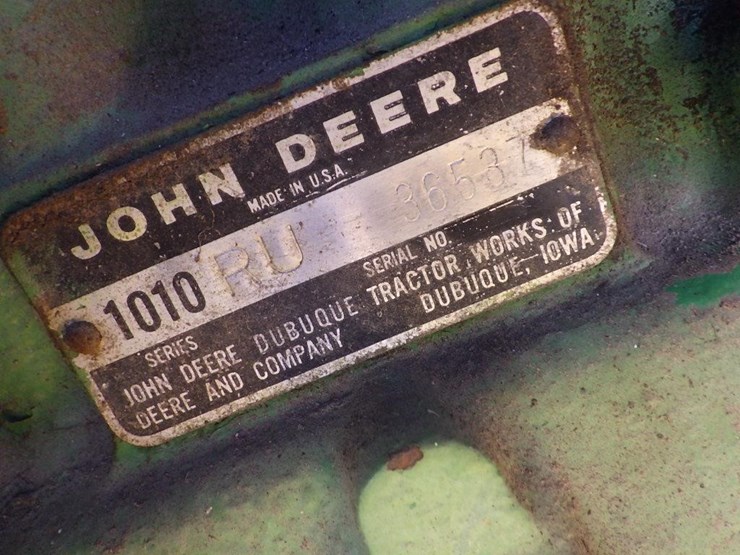 JOHN DEERE
MADE IN U.S.A.
1010 RU 36537
SERIES SERIAL NO.
JOHN DEERE DUBUQUE TRACTOR WORKS OF
DEERE AND COMPANY DUBUQUE, IOWA